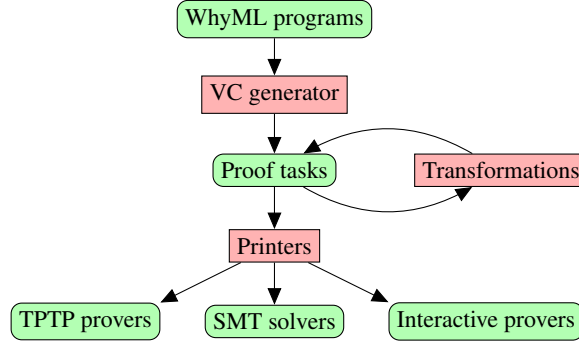 WhyML programs
VC generator
Proof tasks
Transformations
Printers
TPTP provers
SMT solvers
Interactive provers